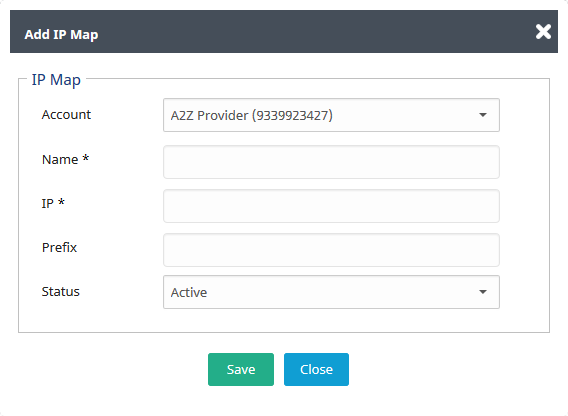 Add IP Map
IP Map
Account
A2Z Provider (9339923427)
Name *
IP *
Prefix
Status
Active
Save
Close